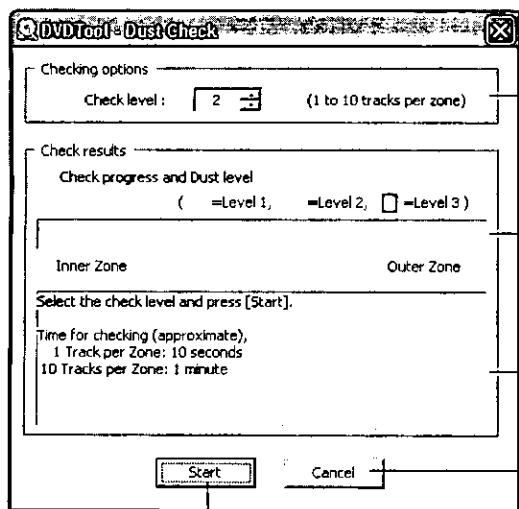 DVDTool - Dust Check
Checking options
Check level : 2 (1 to 10 tracks per zone)
Check results
Check progress and Dust level
( =Level 1, =Level 2, =Level 3 )
Inner Zone Outer Zone
Select the check level and press [Start].
Time for checking (approximate),
1 Track per Zone: 10 seconds
10 Tracks per Zone: 1 minute
Start Cancel